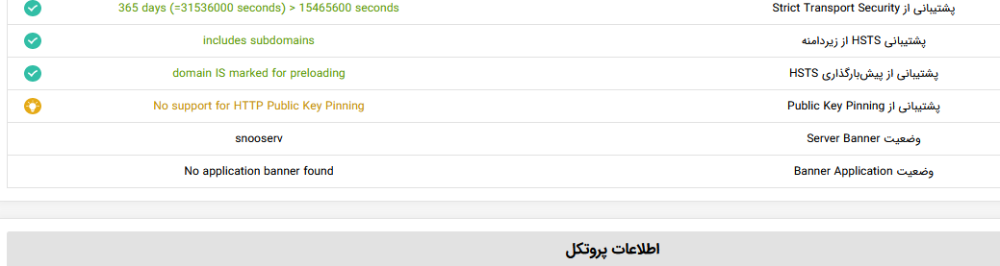 پشتیبانی از Strict Transport Security 365 days (=31536000 seconds) > 15465600 seconds
پشتیبانی HSTS از زیردامنه includes subdomains
پشتیبانی از پیش‌بارگذاری HSTS domain IS marked for preloading
پشتیبانی از Public Key Pinning No support for HTTP Public Key Pinning
وضعیت Server Banner snooserv
وضعیت Banner Application No application banner found
اطلاعات پروتکل